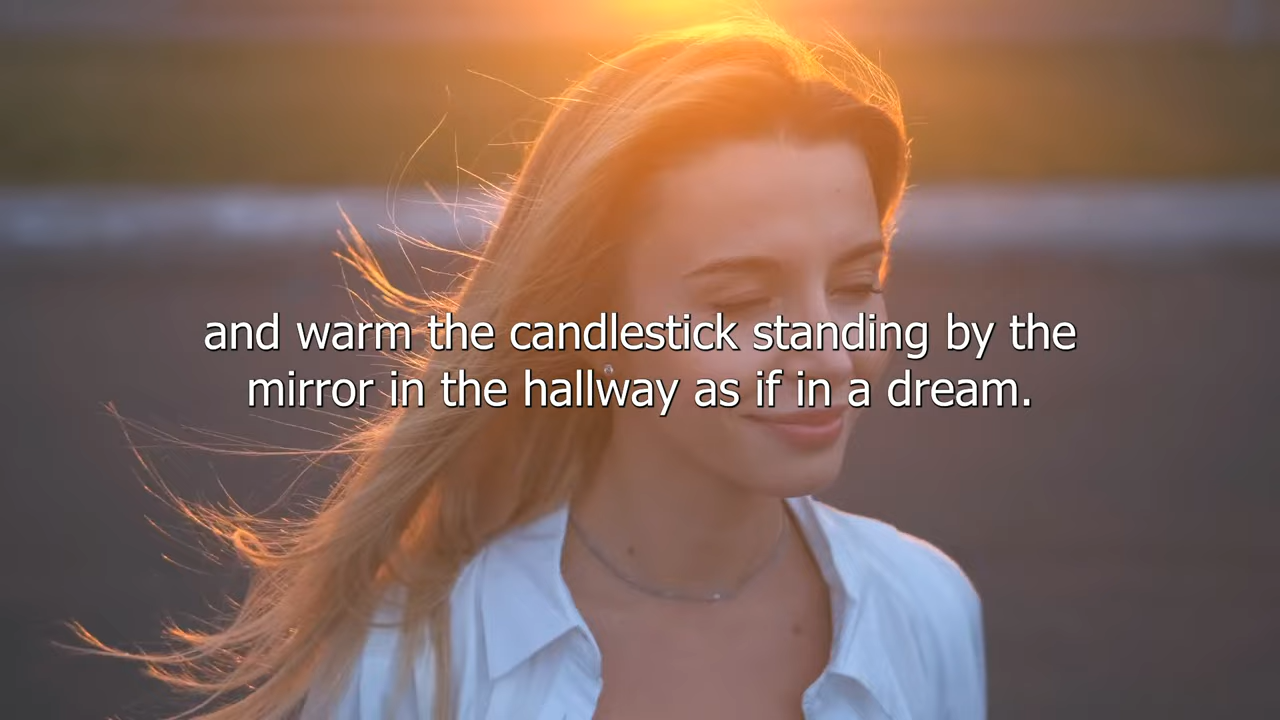 and warm the candlestick standing by the
mirror in the hallway as if in a dream.